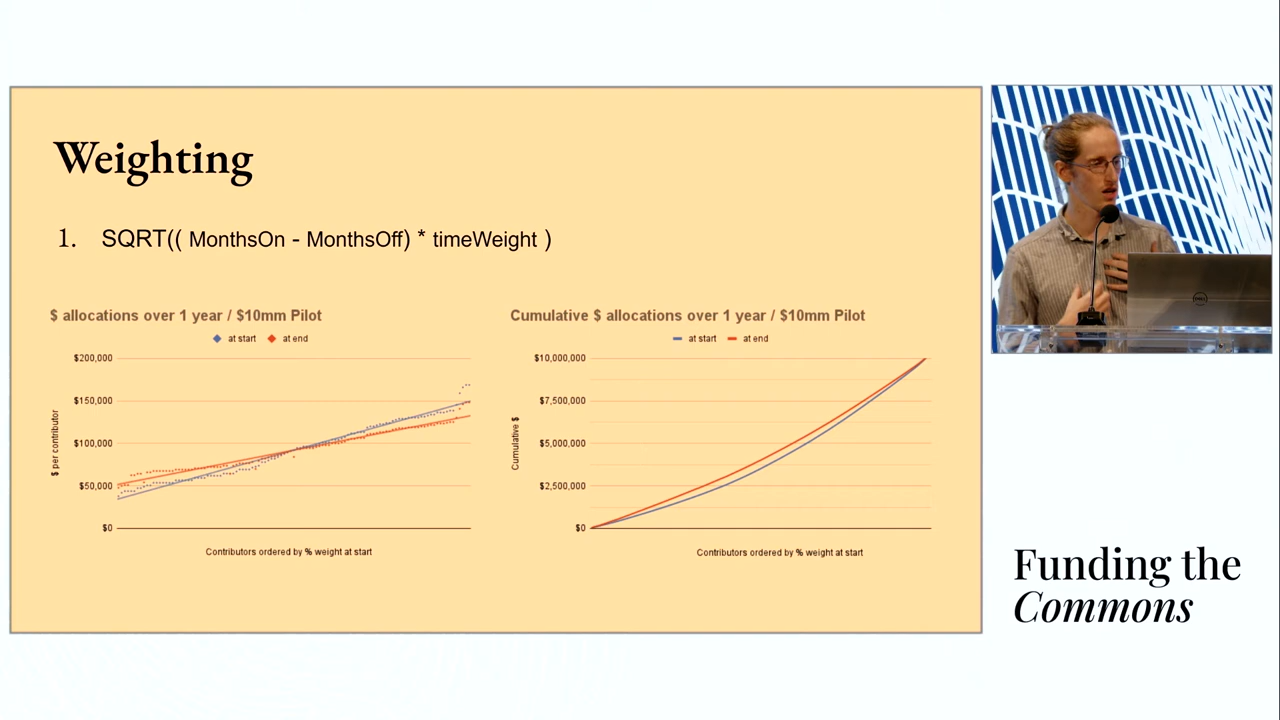 Weighting
1. SQRT(( MonthsOn - MonthsOff) * timeWeight )
$ allocations over 1 year / $10mm Pilot
at start at end
$200,000
$150,000
$100,000
$50,000
$0
$ per contributor
Contributors ordered by % weight at start
Cumulative $ allocations over 1 year / $10mm Pilot
at start at end
$10,000,000
$7,500,000
$5,000,000
$2,500,000
$0
Cumulative $
Contributors ordered by % weight at start
DELL
Funding the
Commons